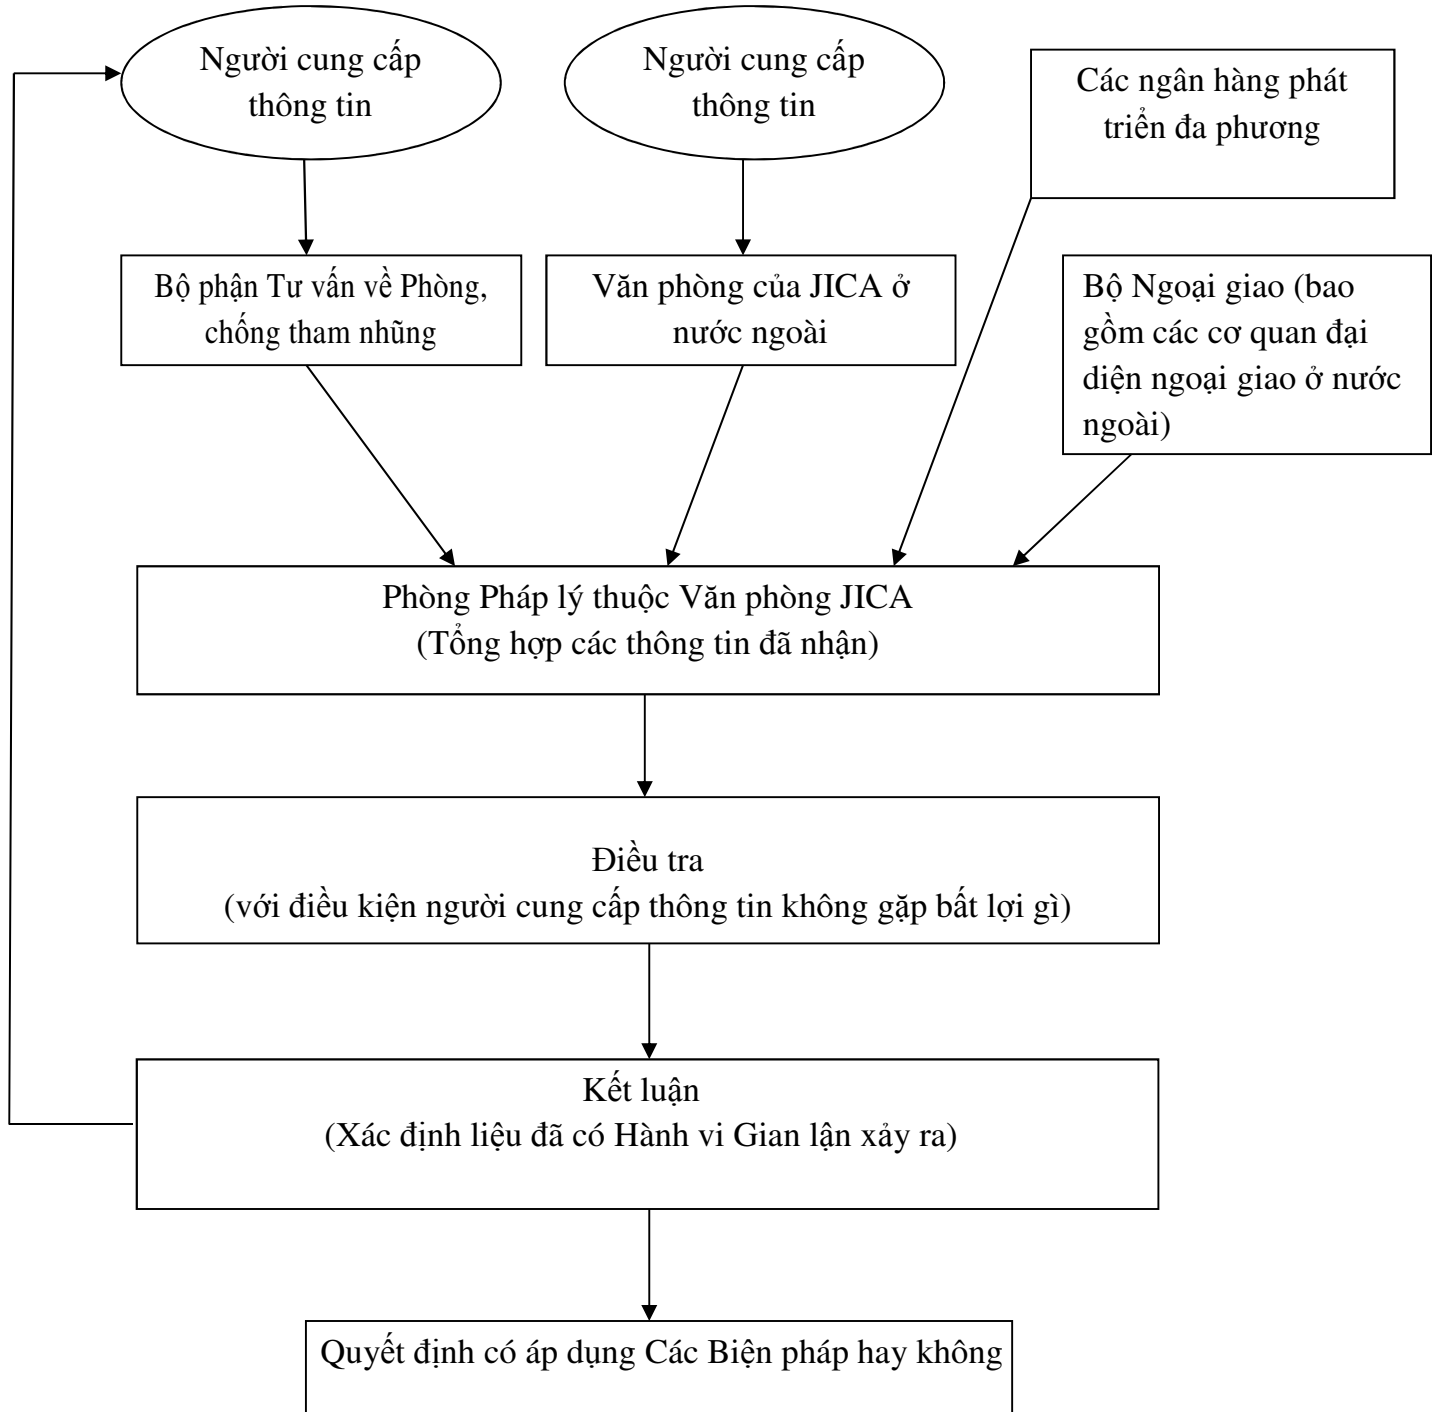 Người cung cấp
thông tin
Người cung cấp
thông tin
Các ngân hàng phát
triển đa phương
Bộ phận Tư vấn về Phòng,
chống tham nhũng
Văn phòng của JICA ở
nước ngoài
Bộ Ngoại giao (bao
gồm các cơ quan đại
diện ngoại giao ở nước
ngoài)
Phòng Pháp lý thuộc Văn phòng JICA
(Tổng hợp các thông tin đã nhận)
Điều tra
(với điều kiện người cung cấp thông tin không gặp bất lợi gì)
Kết luận
(Xác định liệu đã có Hành vi Gian lận xảy ra)
Quyết định có áp dụng Các Biện pháp hay không